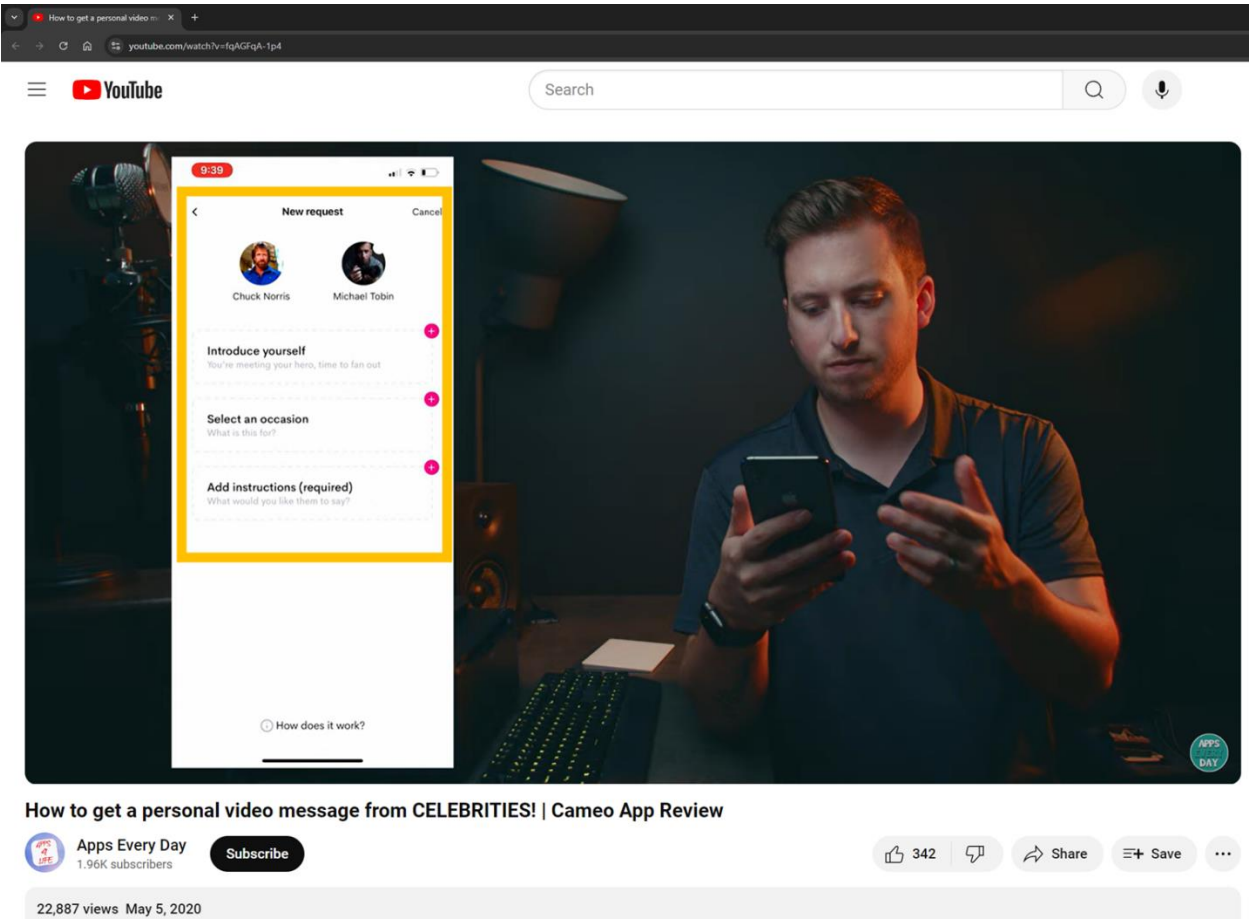 How to get a personal video m
youtube.com/watch?v=fqAGFqA-1p4
YouTube
Search
9:39
New request
Cancel
Chuck Norris
Michael Tobin
Introduce yourself
You're meeting your hero, time to fan out
Select an occasion
What is this for?
Add instructions (required)
What would you like them to say?
How does it work?
APPS
DAY
How to get a personal video message from CELEBRITIES! | Cameo App Review
APPS
4
LIFE
Apps Every Day
1.96K subscribers
Subscribe
342
Share
Save
22,887 views May 5, 2020